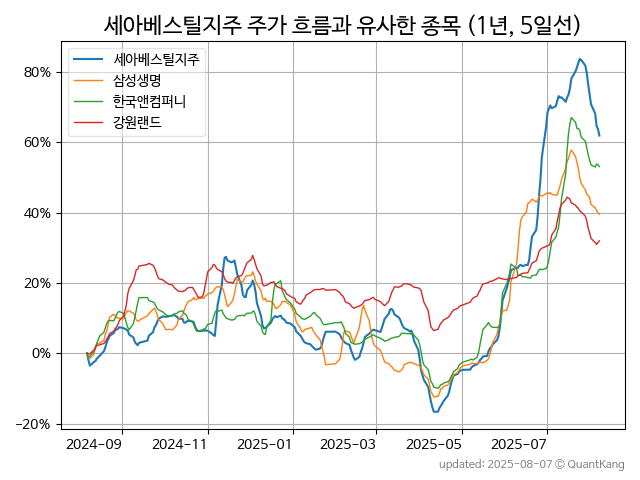 세아베스틸지주 주가 흐름과 유사한 종목 (1년, 5일선)
세아베스틸지주
삼성생명
한국앤컴퍼니
강원랜드
80%
60%
40%
20%
0%
−20%
2024-09
2024-11
2025-01
2025-03
2025-05
2025-07
updated: 2025-08-07 © QuantKang